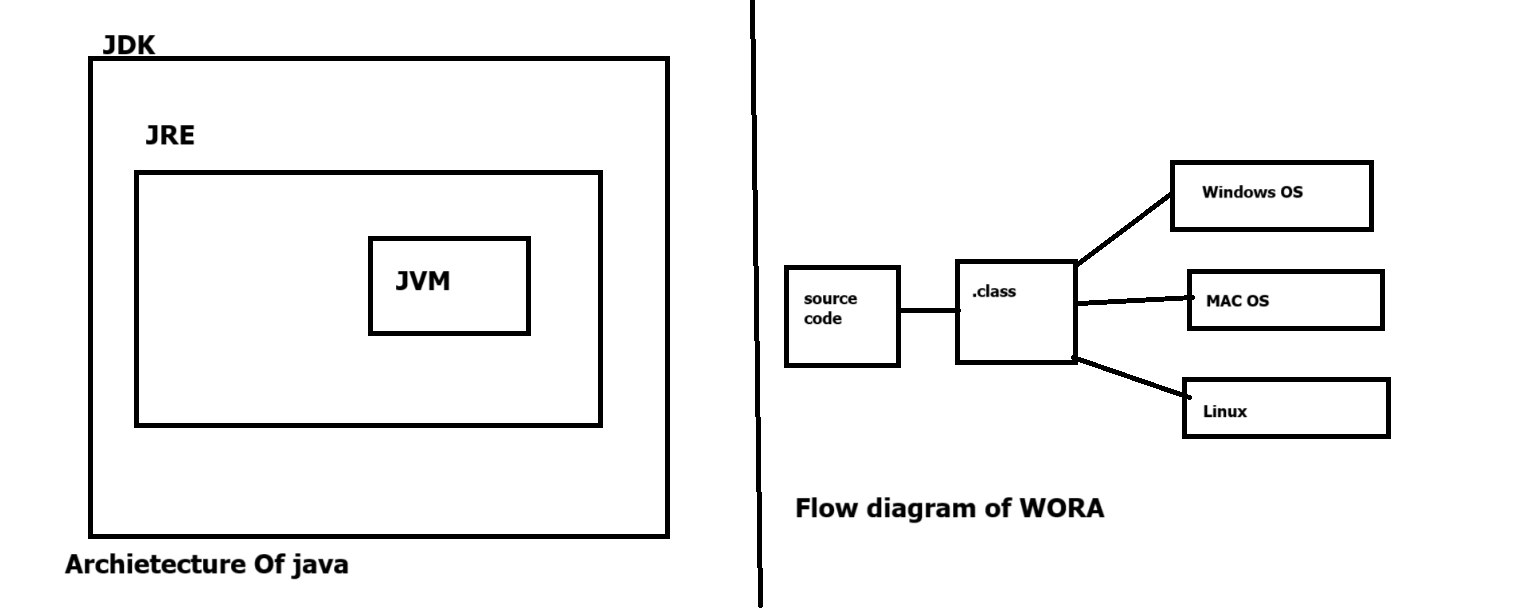 JDK
JRE
JVM
Archietecture Of java
source
code
.class
Windows OS
MAC OS
Linux
Flow diagram of WORA